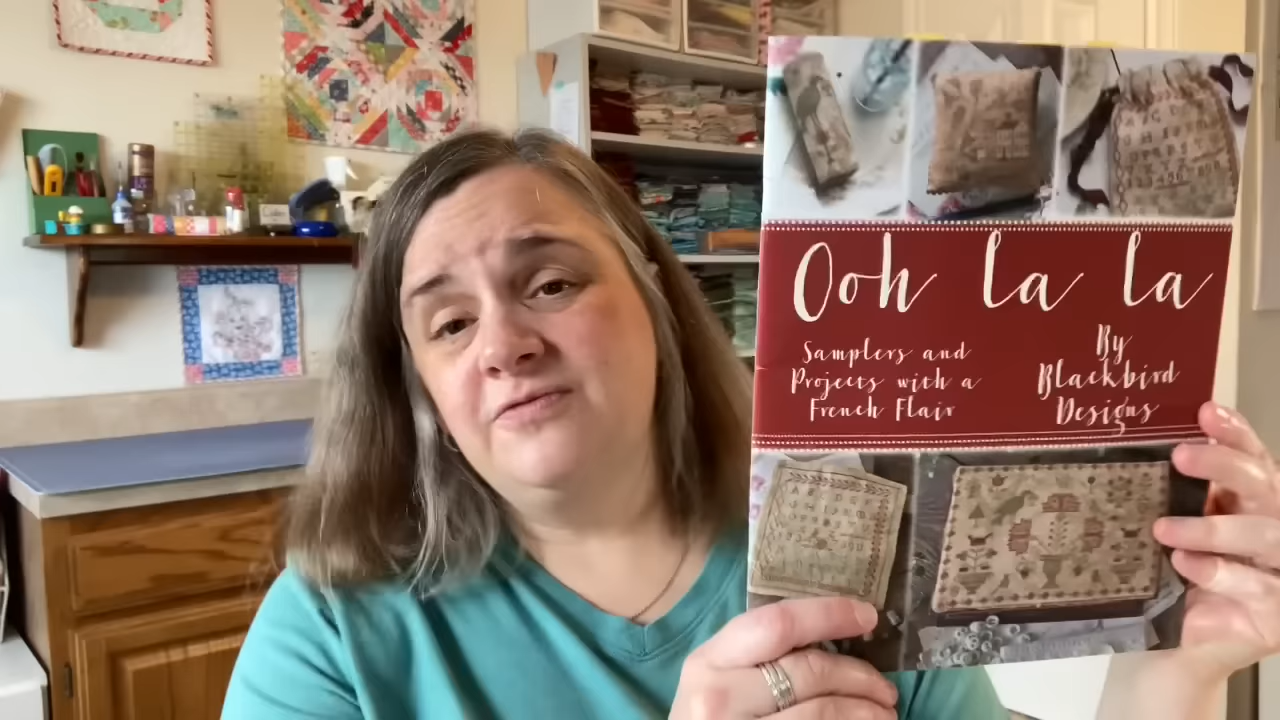 Ooh la la
Samplers and
Projects with a
French Flair
By
Blackbird
Designs